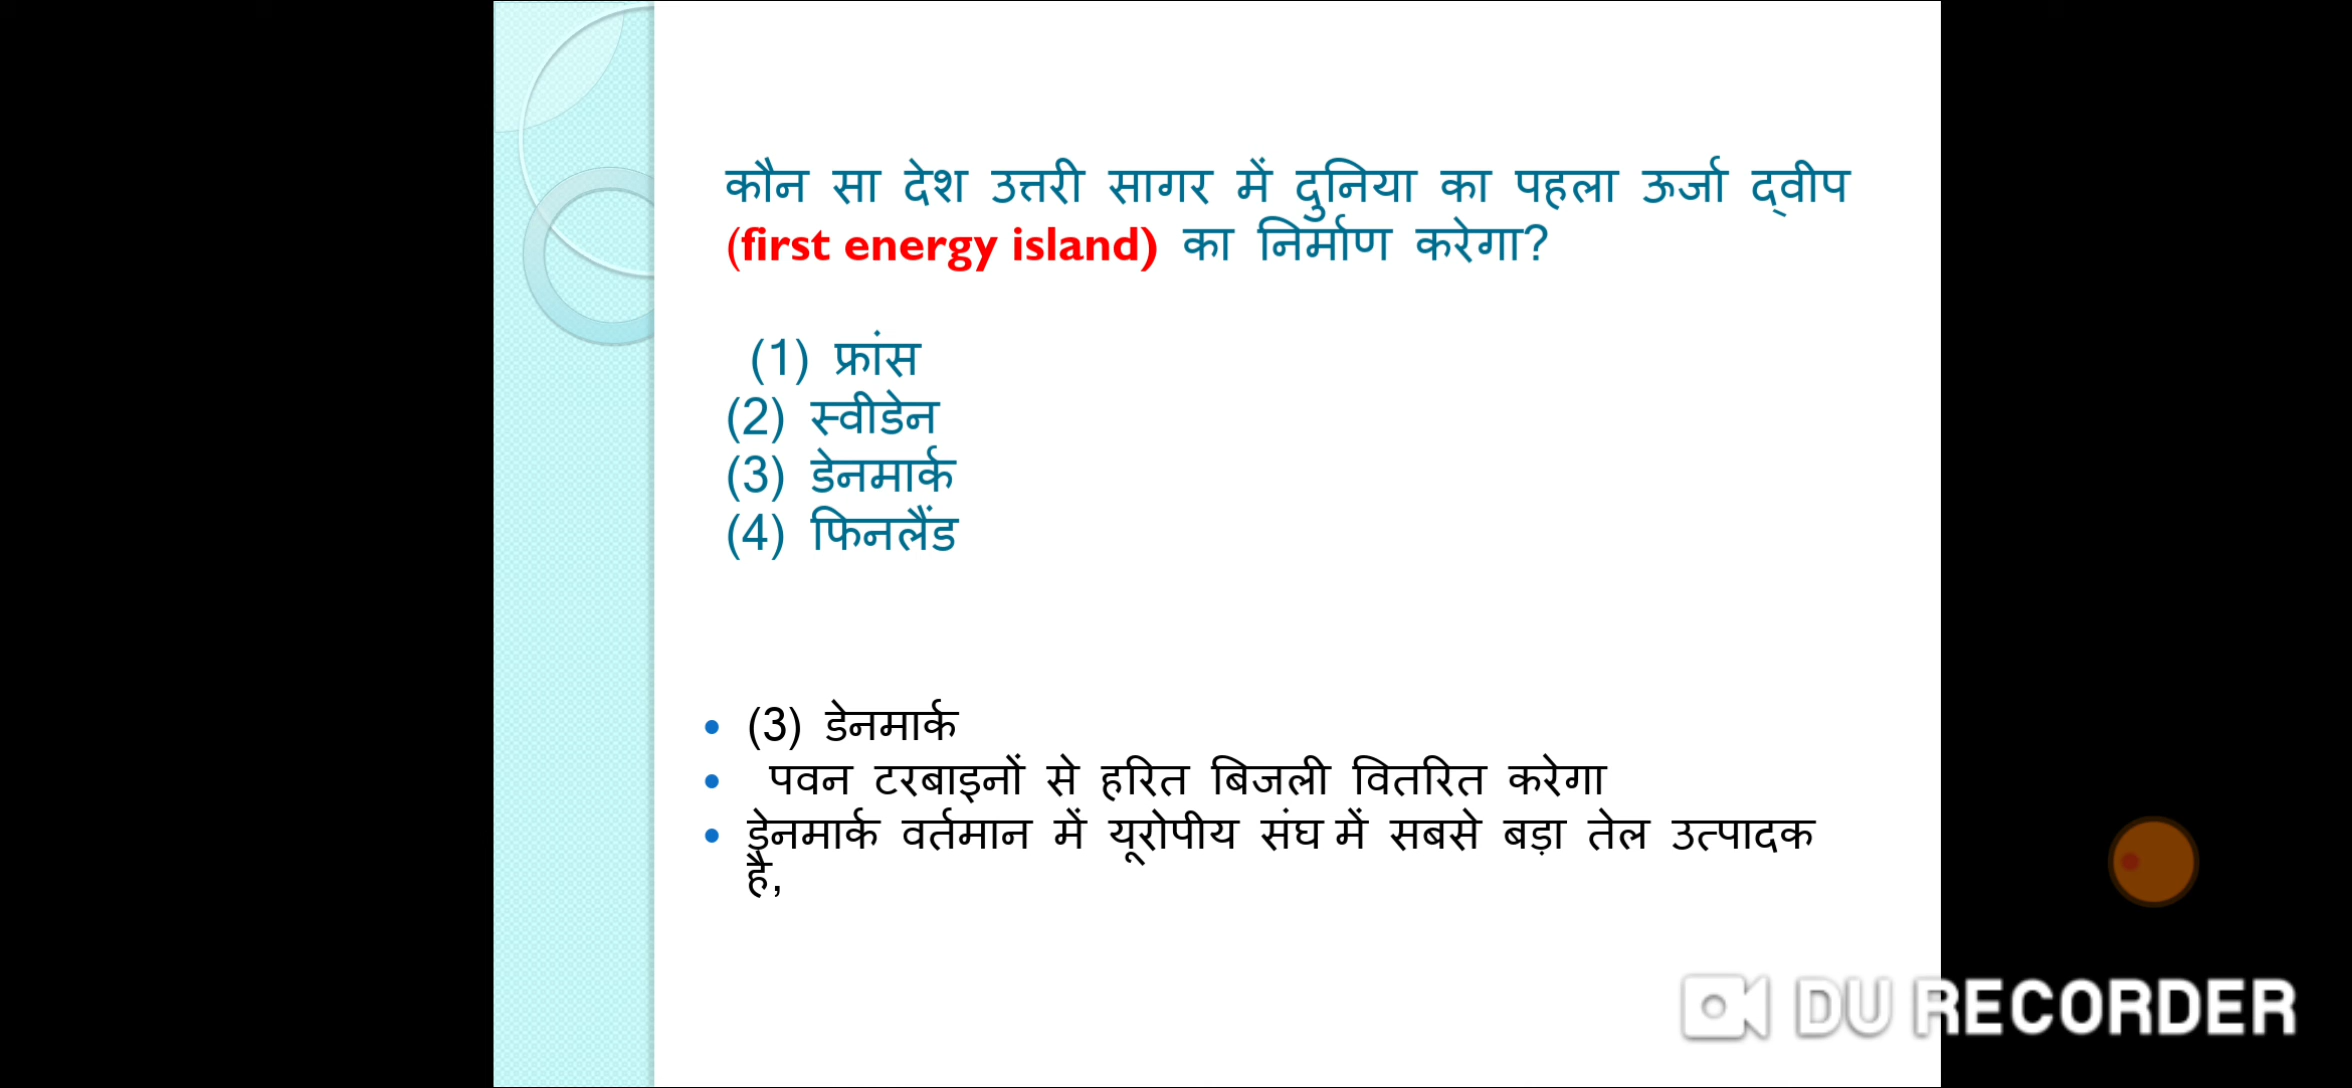 कौन सा देश उत्तरी सागर में दुनिया का पहला ऊर्जा द्वीप
(first energy island) का निर्माण करेगा?
(1) फ्रांस
(2) स्वीडेन
(3) डेनमार्क
(4) फिनलैंड
• (3) डेनमार्क
• पवन टरबाइनों से हरित बिजली वितरित करेगा
• डेनमार्क वर्तमान में यूरोपीय संघ में सबसे बड़ा तेल उत्पादक
है,
DU RECORDER